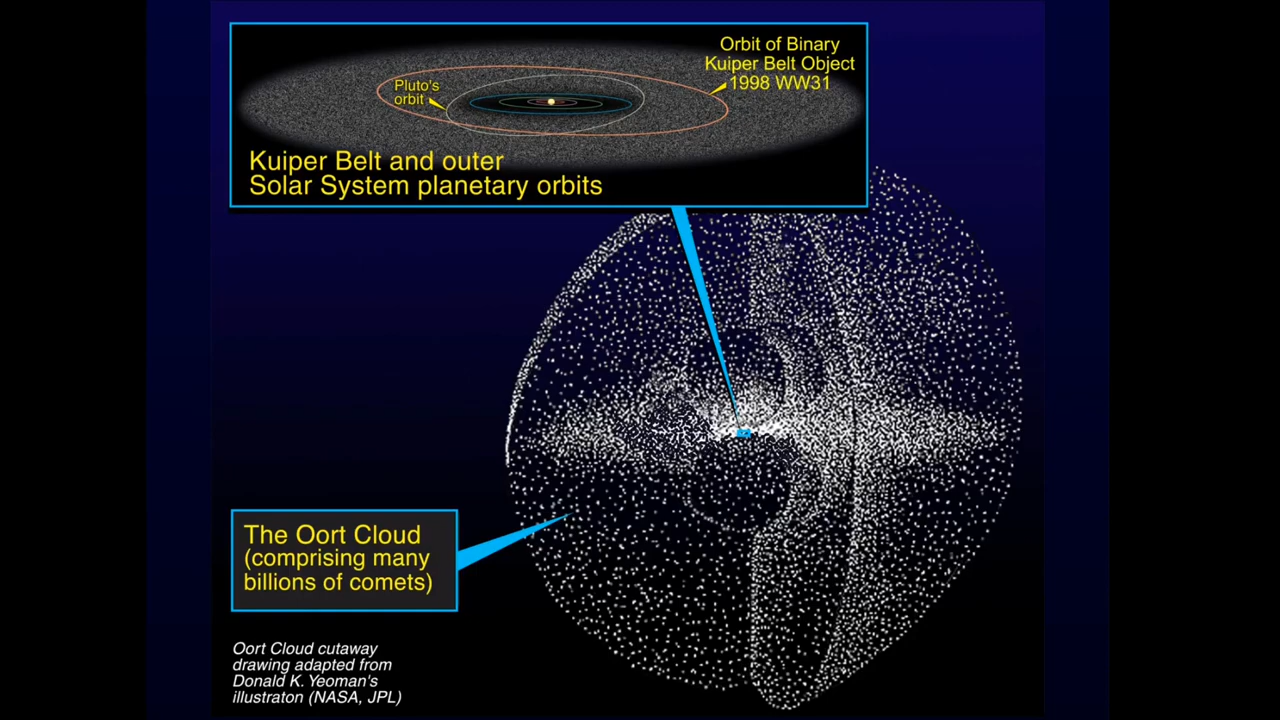 Orbit of Binary
Kuiper Belt Object
1998 WW31
Pluto's
orbit
Kuiper Belt and outer
Solar System planetary orbits
The Oort Cloud
(comprising many
billions of comets)
Oort Cloud cutaway
drawing adapted from
Donald K. Yeoman's
illustraton (NASA, JPL)